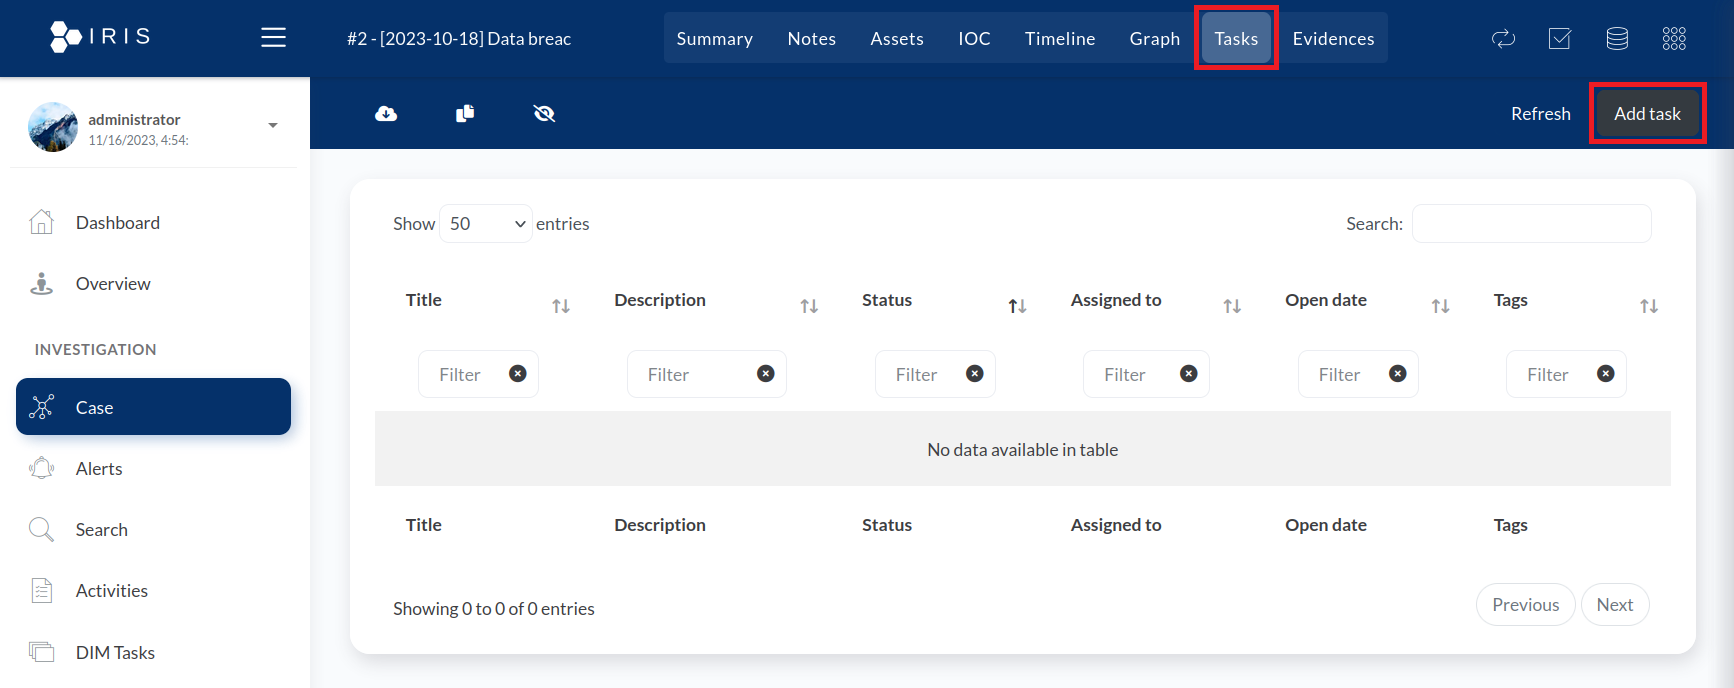 IRIS
#2 - [2023-10-18] Data breac
Summary Notes Assets IOC Timeline Graph Tasks Evidences
administrator
11/16/2023, 4:54:
Refresh Add task
Dashboard
Overview
INVESTIGATION
Case
Alerts
Search
Activities
DIM Tasks
Show 50 entries
Search:
Title Description Status Assigned to Open date Tags
Filter Filter Filter Filter Filter Filter
No data available in table
Title Description Status Assigned to Open date Tags
Showing 0 to 0 of 0 entries
Previous Next